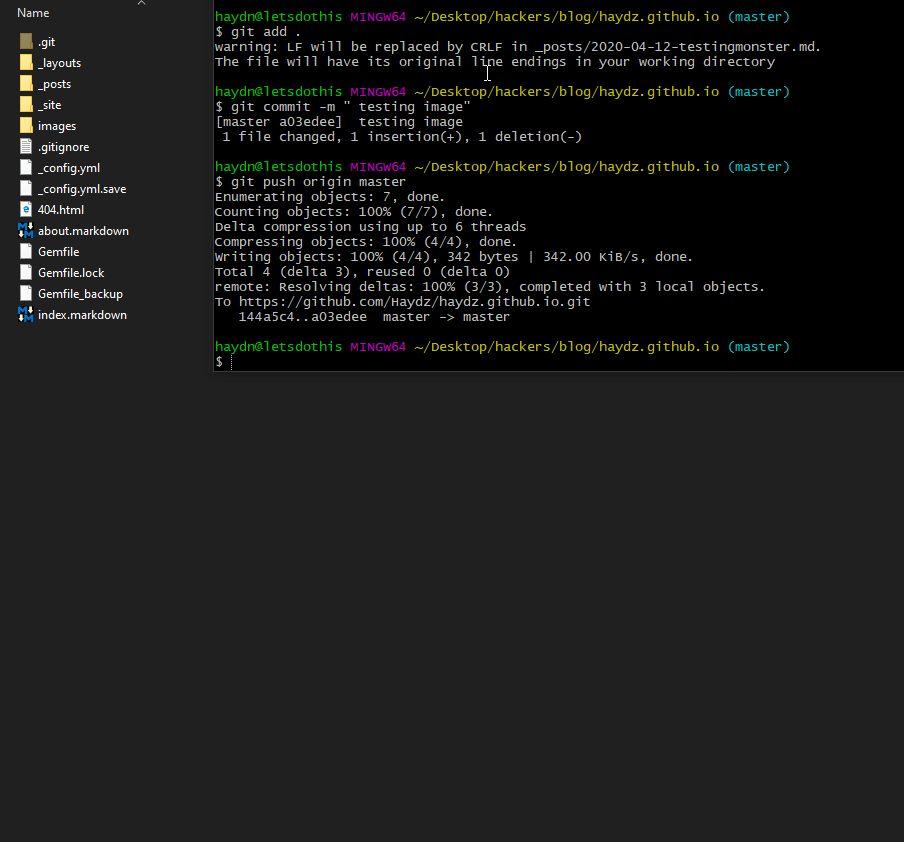 Name
.git
_layouts
_posts
_site
images
.gitignore
_config.yml
_config.yml.save
404.html
about.markdown
Gemfile
Gemfile.lock
Gemfile_backup
index.markdown
haydn@letsdothis MINGW64 ~/Desktop/hackers/blog/haydz.github.io (master)
$ git add .
warning: LF will be replaced by CRLF in _posts/2020-04-12-testingmonster.md.
The file will have its original line endings in your working directory
haydn@letsdothis MINGW64 ~/Desktop/hackers/blog/haydz.github.io (master)
$ git commit -m " testing image"
[master a03edee]  testing image
 1 file changed, 1 insertion(+), 1 deletion(-)
haydn@letsdothis MINGW64 ~/Desktop/hackers/blog/haydz.github.io (master)
$ git push origin master
Enumerating objects: 7, done.
Counting objects: 100% (7/7), done.
Delta compression using up to 6 threads
Compressing objects: 100% (4/4), done.
Writing objects: 100% (4/4), 342 bytes | 342.00 KiB/s, done.
Total 4 (delta 3), reused 0 (delta 0)
remote: Resolving deltas: 100% (3/3), completed with 3 local objects.
To https://github.com/Haydz/haydz.github.io.git
   144a5c4..a03edee  master -> master
haydn@letsdothis MINGW64 ~/Desktop/hackers/blog/haydz.github.io (master)
$